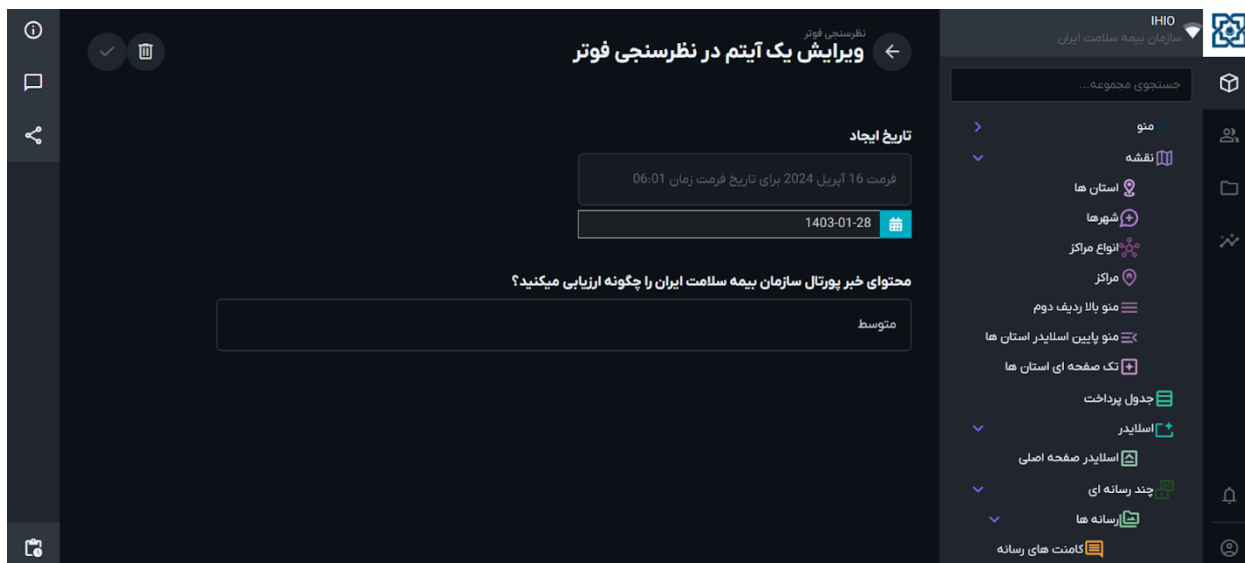 IHIO
سازمان بیمه سلامت ایران
جستجوی مجموعه...
منو
نقشه
استان ها
شهرها
انواع مراکز
مراکز
منو بالا ردیف دوم
منو پایین اسلایدر استان ها
تک صفحه ای استان ها
جدول پرداخت
اسلایدر
اسلایدر صفحه اصلی
چند رسانه ای
رسانه ها
کامنت های رسانه
نظرسنجی فوتر
ویرایش یک آیتم در نظرسنجی فوتر
تاریخ ایجاد
فرمت 16 آپریل 2024 برای تاریخ فرمت زمان 06:01
1403-01-28
محتوای خبر پورتال سازمان بیمه سلامت ایران را چگونه ارزیابی میکنید؟
متوسط